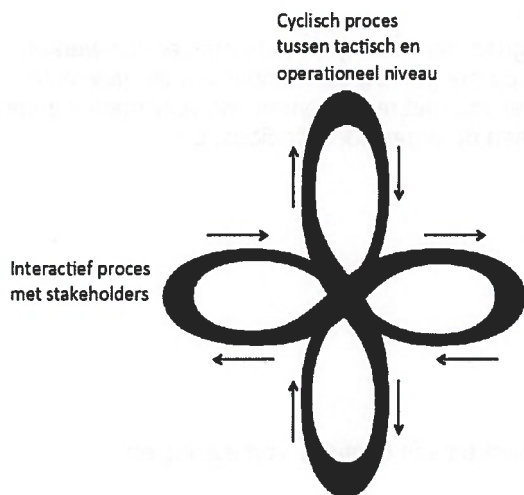 Cyclisch proces
tussen tactisch en
operationeel niveau
Interactief proces
met stakeholders